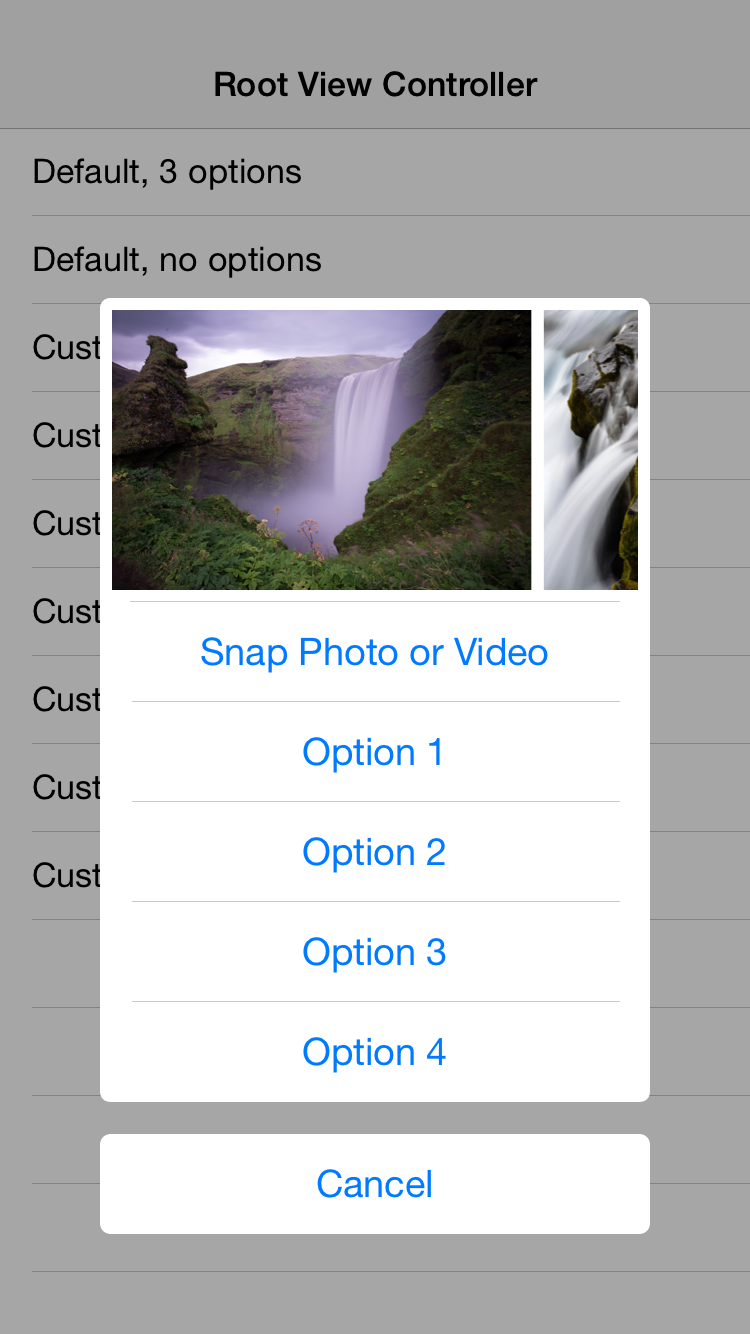 Root View Controller
Default, 3 options
Default, no options
Cust
Cust
Cust
Cust
Cust
Cust
Cust
Snap Photo or Video
Option 1
Option 2
Option 3
Option 4
Cancel